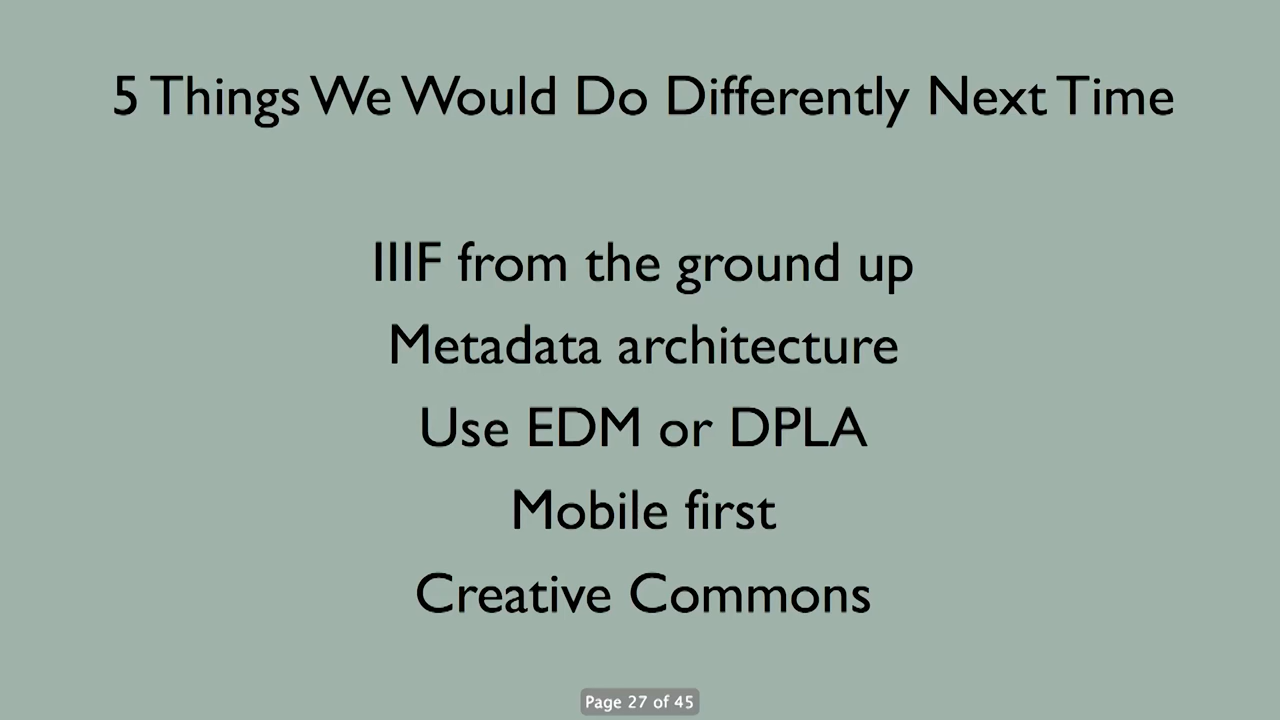 5 Things We Would Do Differently Next Time
IIIF from the ground up
Metadata architecture
Use EDM or DPLA
Mobile first
Creative Commons
Page 27 of 45